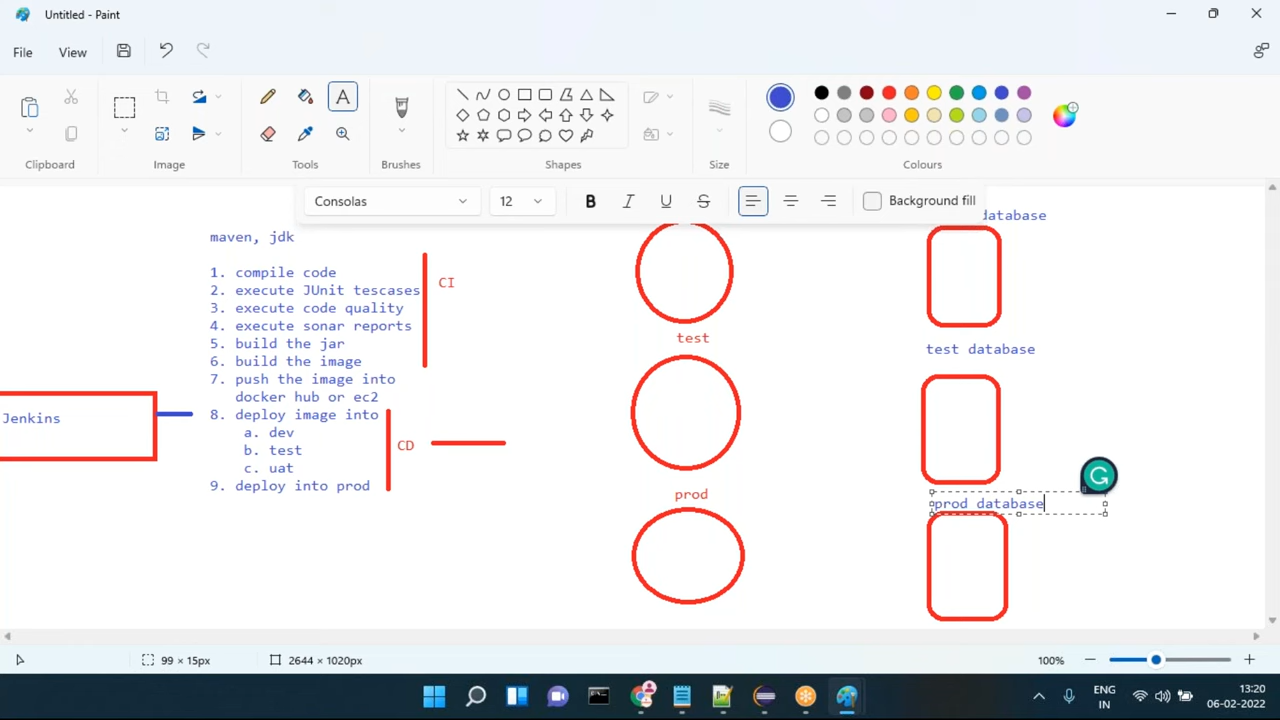 Untitled - Paint
File
View
Clipboard
Image
Tools
Brushes
Shapes
Size
Colours
Consolas
12
B
I
U
S
Background fill
database
maven, jdk
1. compile code
2. execute JUnit tescases
3. execute code quality
4. execute sonar reports
5. build the jar
6. build the image
7. push the image into
docker hub or ec2
8. deploy image into
a. dev
b. test
c. uat
9. deploy into prod
CI
CD
Jenkins
test
prod
test database
prod database
99 × 15px
2644 × 1020px
100%
ENG
IN
13:20
06-02-2022